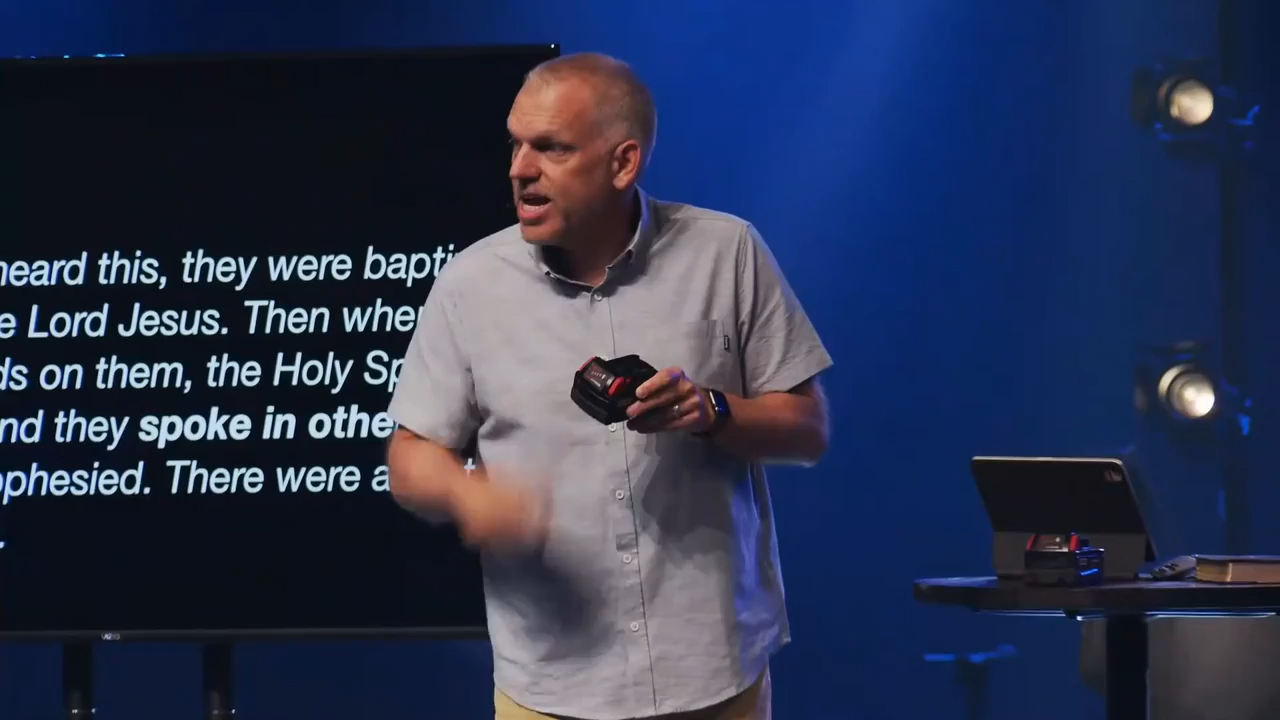 heard this, they were bapti
e Lord Jesus. Then whe
ds on them, the Holy Sp
nd they spoke in othe
ophesied. There were a t
.
VIZIO